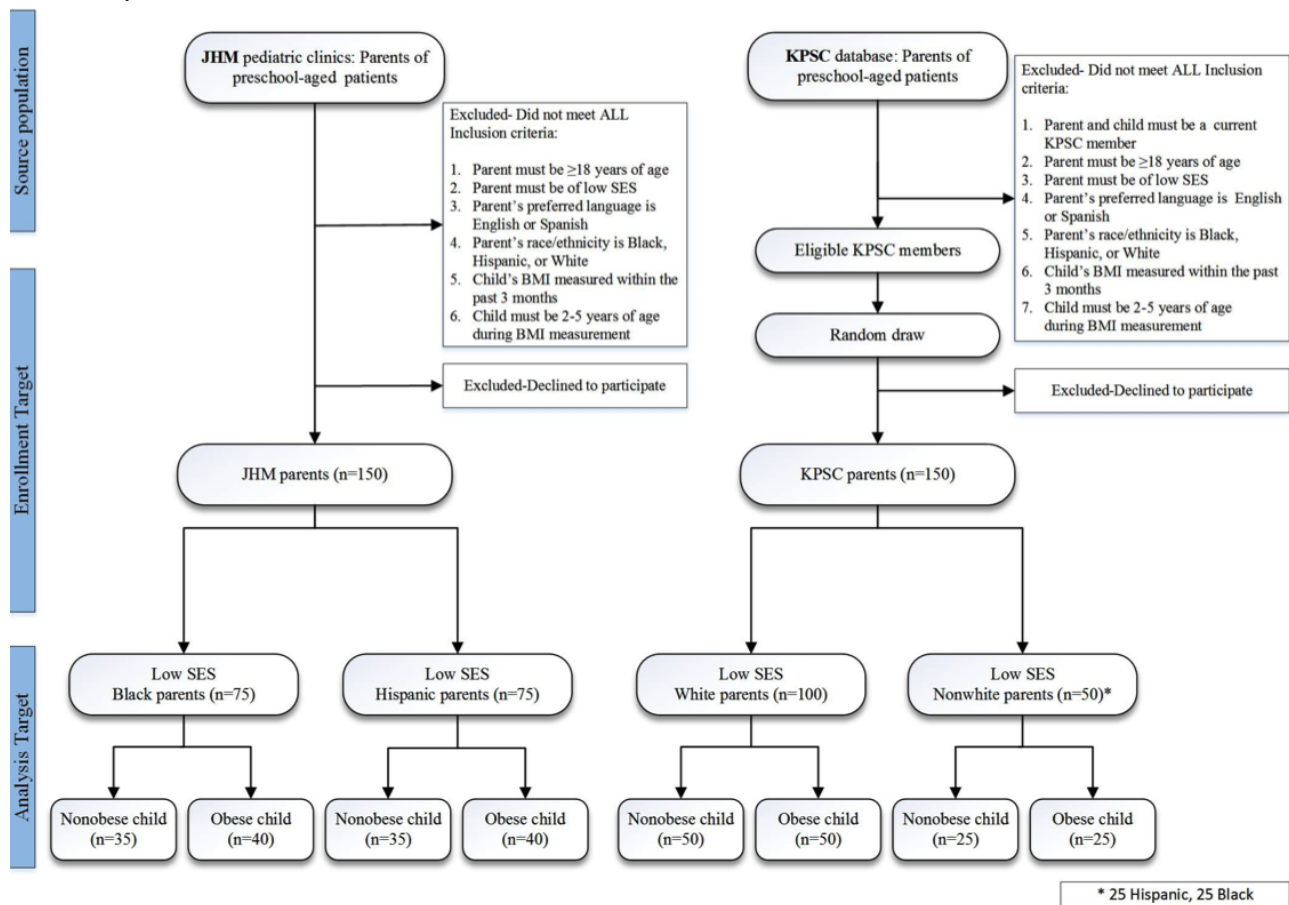 Source population
JHM pediatric clinics: Parents of
preschool-aged patients
Excluded- Did not meet ALL
Inclusion criteria:
1. Parent must be ≥18 years of age
2. Parent must be of low SES
3. Parent's preferred language is
English or Spanish
4. Parent's race/ethnicity is Black,
Hispanic, or White
5. Child's BMI measured within the
past 3 months
6. Child must be 2-5 years of age
during BMI measurement
KPSC database: Parents of
preschool-aged patients
Excluded- Did not meet ALL Inclusion
criteria:
1. Parent and child must be a current
KPSC member
2. Parent must be ≥18 years of age
3. Parent must be of low SES
4. Parent's preferred language is English
or Spanish
5. Parent's race/ethnicity is Black,
Hispanic, or White
6. Child's BMI measured within the past
3 months
7. Child must be 2-5 years of age
during BMI measurement
Eligible KPSC members
Enrollment Target
Random draw
Excluded-Declined to participate
Excluded-Declined to participate
JHM parents (n=150)
KPSC parents (n=150)
Analysis Target
Low SES
Black parents (n=75)
Low SES
Hispanic parents (n=75)
Low SES
White parents (n=100)
Low SES
Nonwhite parents (n=50)*
Nonobese child
(n=35)
Obese child
(n=40)
Nonobese child
(n=35)
Obese child
(n=40)
Nonobese child
(n=50)
Obese child
(n=50)
Nonobese child
(n=25)
Obese child
(n=25)
* 25 Hispanic, 25 Black